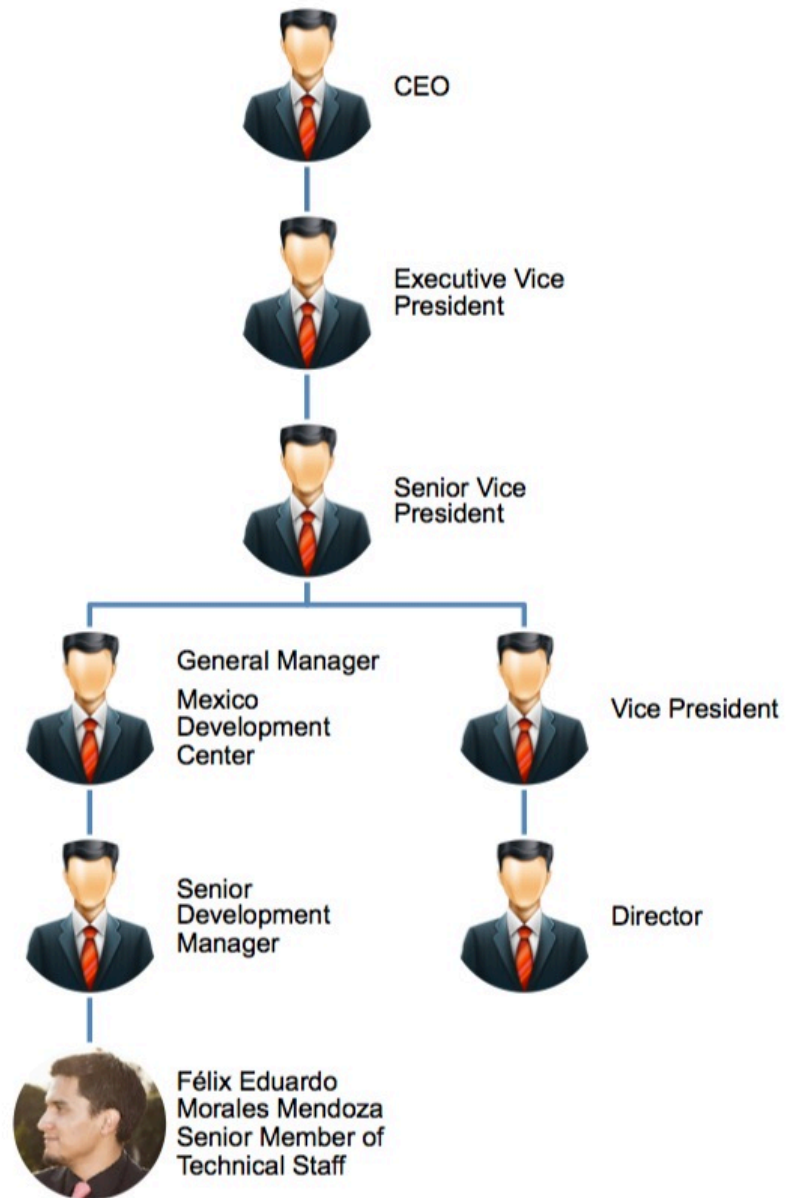 CEO
Executive Vice
President
Senior Vice
President
General Manager
Mexico
Development
Center
Vice President
Senior
Development
Manager
Director
Félix Eduardo
Morales Mendoza
Senior Member of
Technical Staff